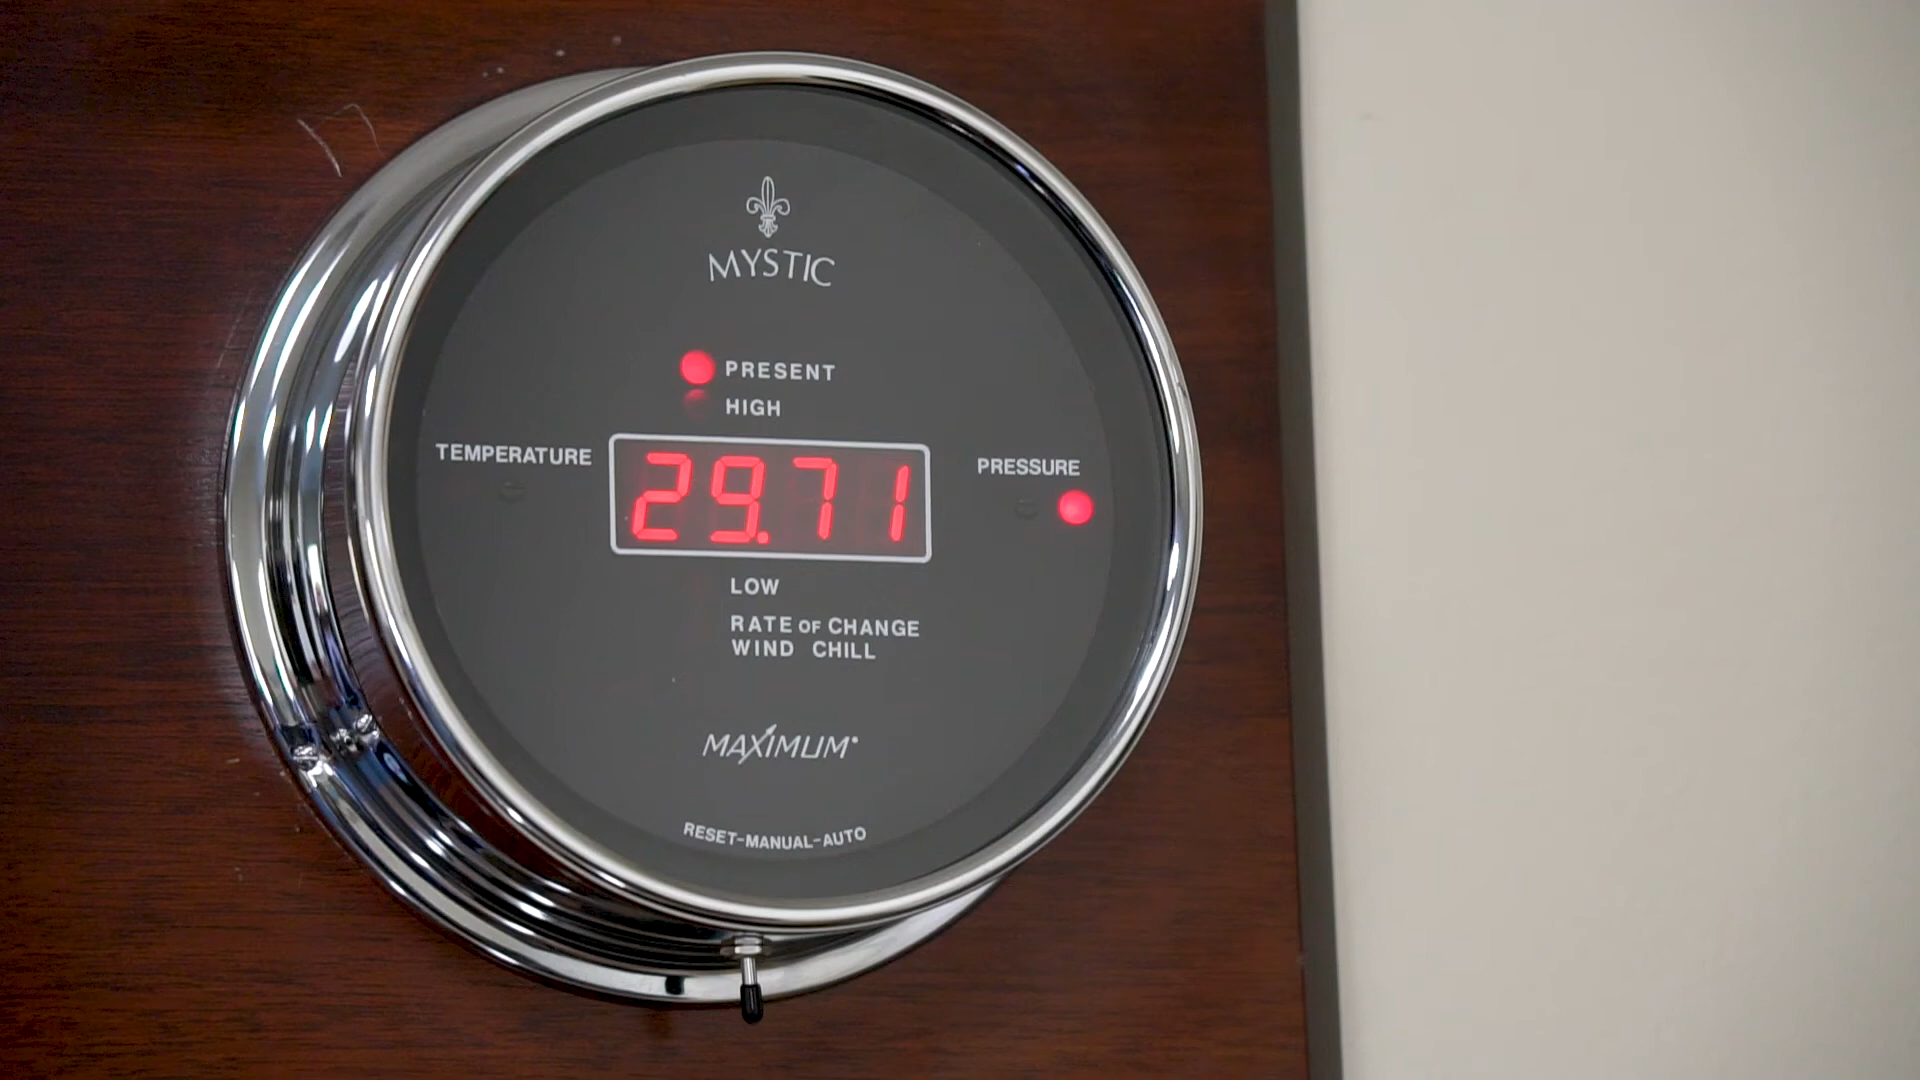 MYSTIC
PRESENT
HIGH
TEMPERATURE
29.71
PRESSURE
LOW
RATE OF CHANGE
WIND CHILL
MAXIMUM
RESET-MANUAL-AUTO